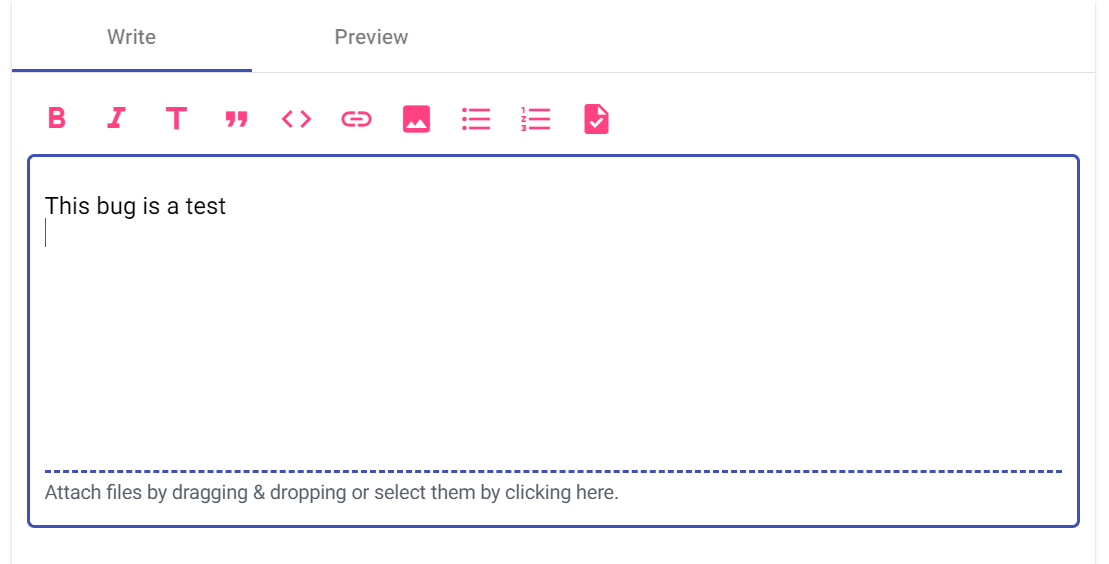 Write Preview
This bug is a test
Attach files by dragging & dropping or select them by clicking here.